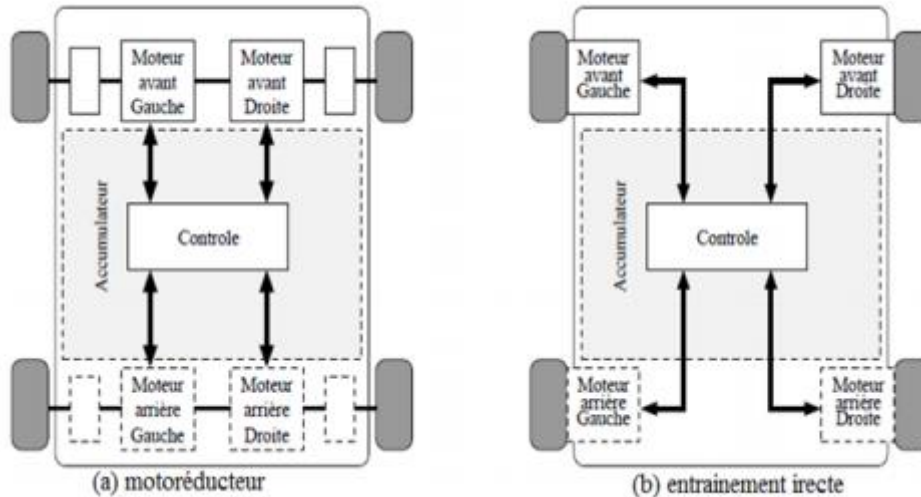 Moteur
avant
Gauche
Moteur
avant
Droite
Accumulateur
Controle
Moteur
arrière
Gauche
Moteur
arrière
Droite
(a) motoréducteur
Moteur
avant
Gauche
Moteur
avant
Droite
Accumulateur
Controle
Moteur
arrière
Gauche
Moteur
arrière
Droite
(b) entrainement irecte